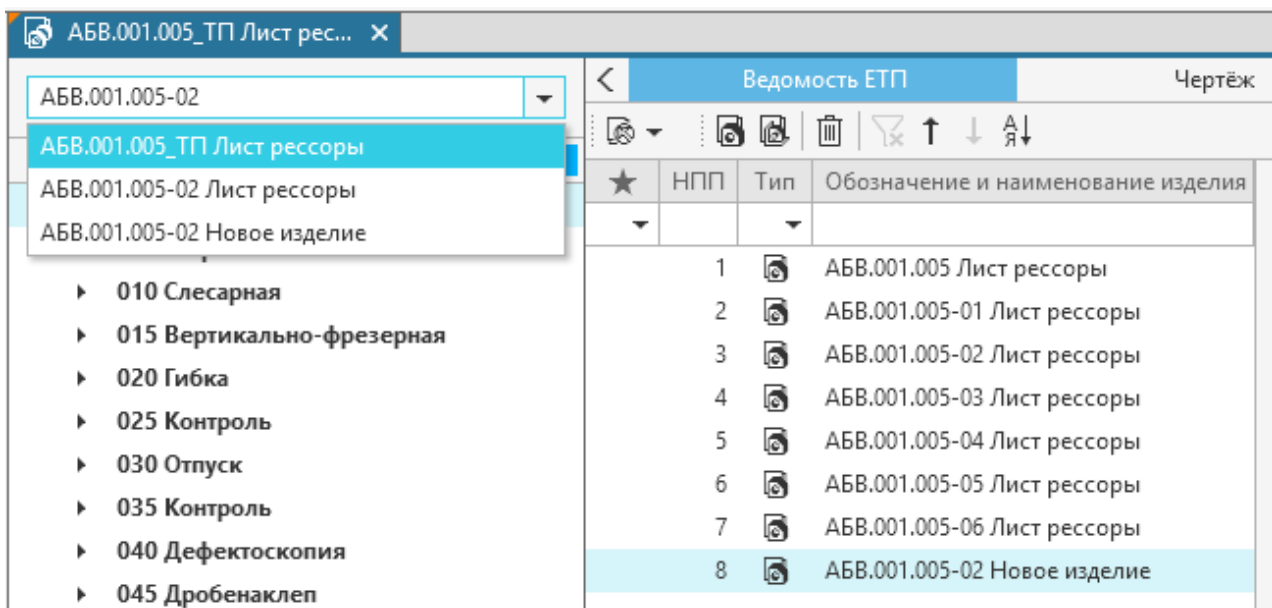 АБВ.001.005_ТП Лист рес...
АБВ.001.005-02
АБВ.001.005_ТП Лист рессоры
АБВ.001.005-02 Лист рессоры
АБВ.001.005-02 Новое изделие
010 Слесарная
015 Вертикально-фрезерная
020 Гибка
025 Контроль
030 Отпуск
035 Контроль
040 Дефектоскопия
045 Дробенаклеп
Ведомость ЕТП Чертёж
НПП Тип Обозначение и наименование изделия
1 АБВ.001.005 Лист рессоры
2 АБВ.001.005-01 Лист рессоры
3 АБВ.001.005-02 Лист рессоры
4 АБВ.001.005-03 Лист рессоры
5 АБВ.001.005-04 Лист рессоры
6 АБВ.001.005-05 Лист рессоры
7 АБВ.001.005-06 Лист рессоры
8 АБВ.001.005-02 Новое изделие